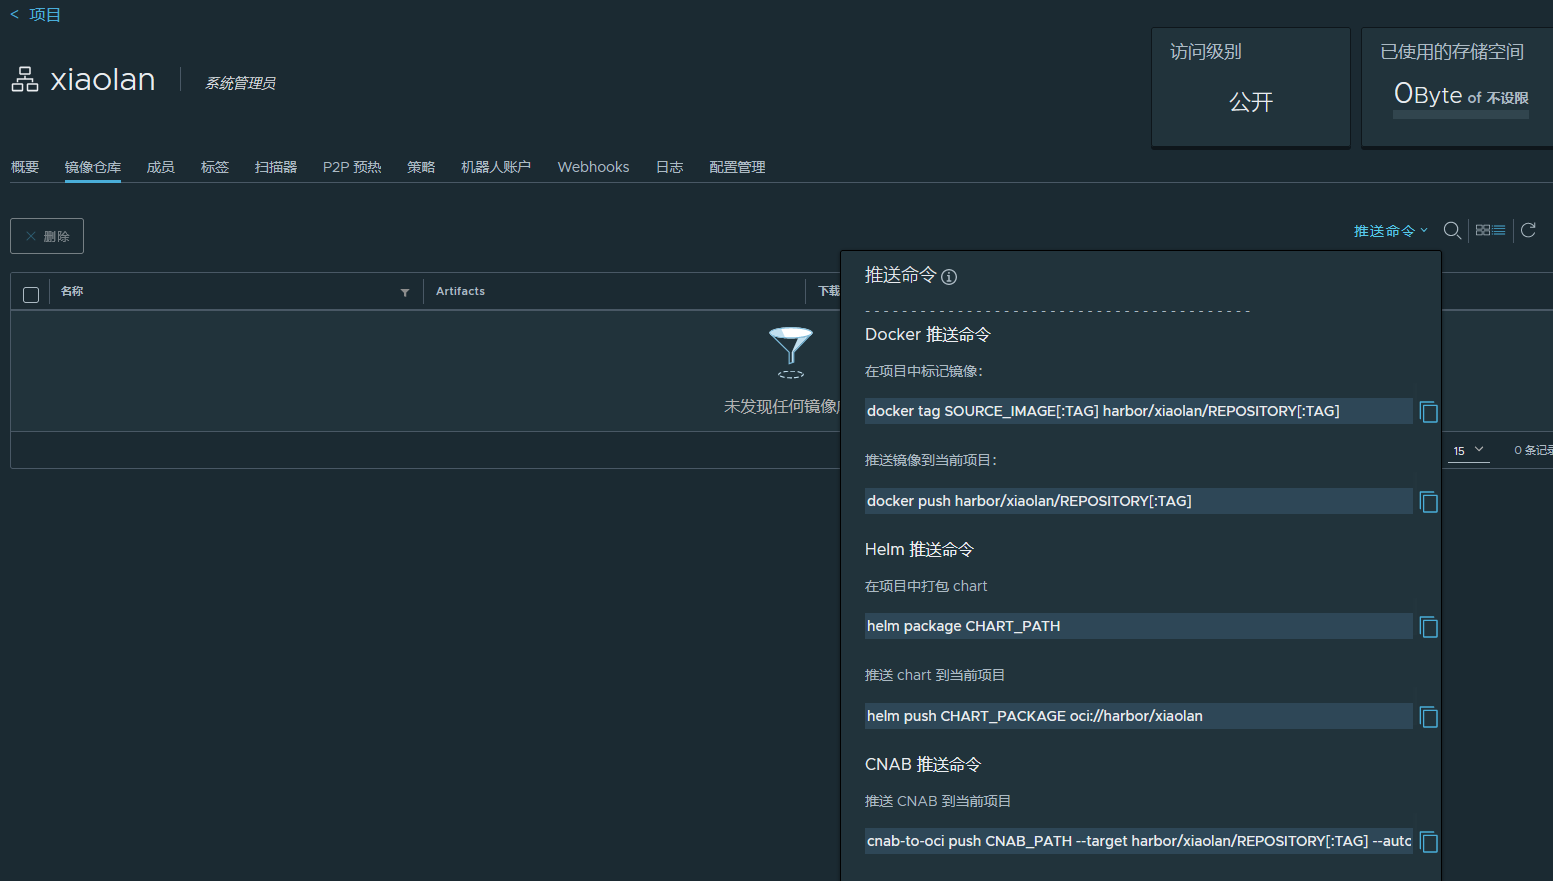 < 项目
xiaolan
系统管理员
访问级别
公开
已使用的存储空间
0Byte of 不设限
概要 镜像仓库 成员 标签 扫描器 P2P 预热 策略 机器人账户 Webhooks 日志 配置管理
删除
推送命令
名称 Artifacts 下载
未发现任何镜像
15
0 条记录
推送命令
----------------------------------------
Docker 推送命令
在项目中标记镜像：
docker tag SOURCE_IMAGE[:TAG] harbor/xiaolan/REPOSITORY[:TAG]
推送镜像到当前项目：
docker push harbor/xiaolan/REPOSITORY[:TAG]
Helm 推送命令
在项目中打包 chart
helm package CHART_PATH
推送 chart 到当前项目
helm push CHART_PACKAGE oci://harbor/xiaolan
CNAB 推送命令
推送 CNAB 到当前项目
cnab-to-oci push CNAB_PATH --target harbor/xiaolan/REPOSITORY[:TAG] --auto